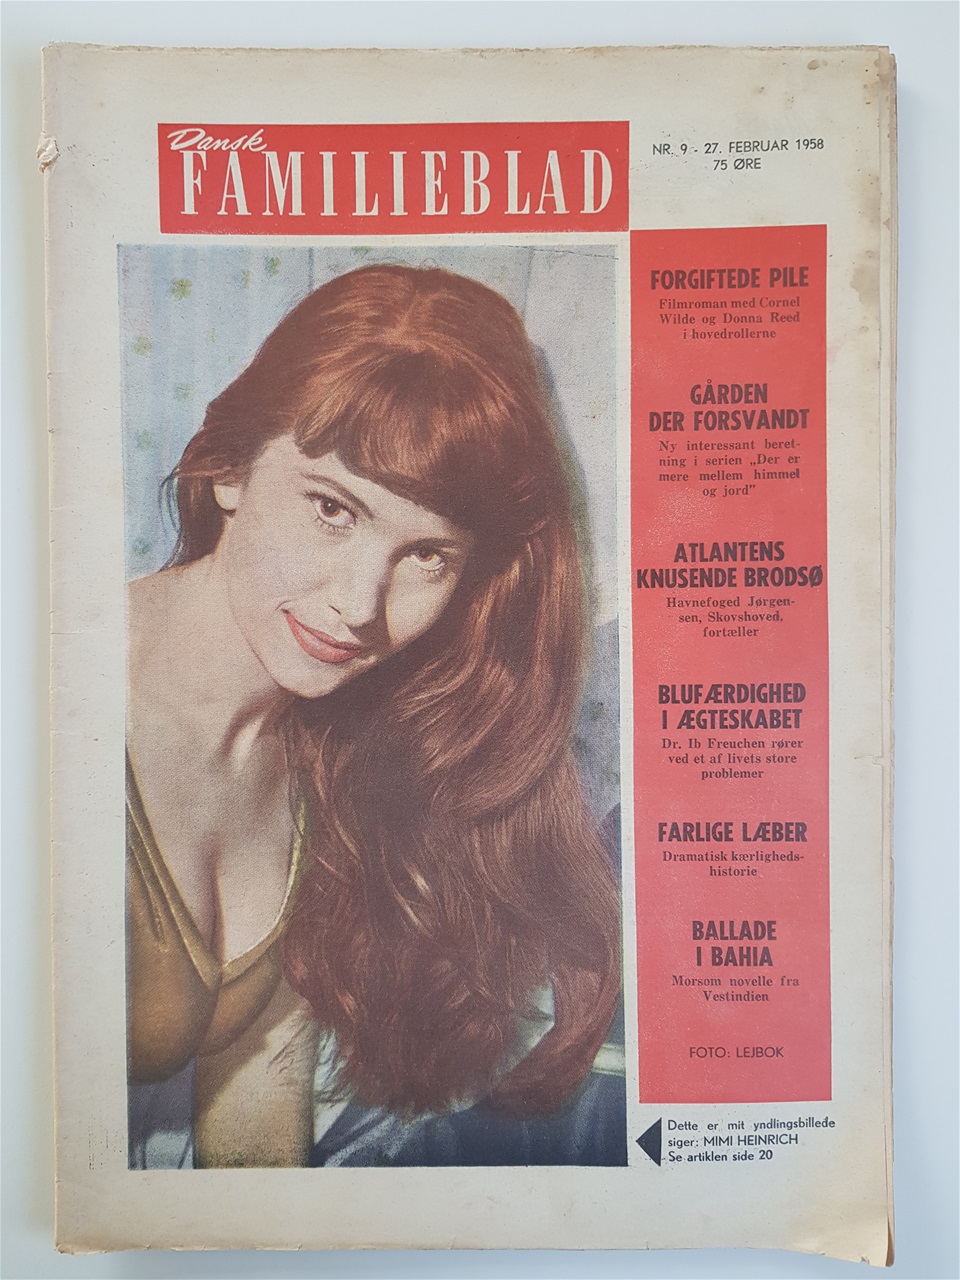 Dansk
FAMILIEBLAD
NR. 9 - 27. FEBRUAR 1958
75 ØRE
FORGIFTEDE PILE
Filmroman med Cornel
Wilde og Donna Reed
i hovedrollerne
GÅRDEN
DER FORSVANDT
Ny interessant beret-
ning i serien „Der er
mere mellem himmel
og jord”
ATLANTENS
KNUSENDE BRODSØ
Havnefoged Jørgen-
sen, Skovshoved,
fortæller
BLUFÆRDIGHED
I ÆGTESKABET
Dr. Ib Freuchen rører
ved et af livets store
problemer
FARLIGE LÆBER
Dramatisk kærligheds-
historie
BALLADE
I BAHIA
Morsom novelle fra
Vestindien
FOTO: LEJBOK
Dette er mit yndlingsbillede
siger: MIMI HEINRICH
Se artiklen side 20